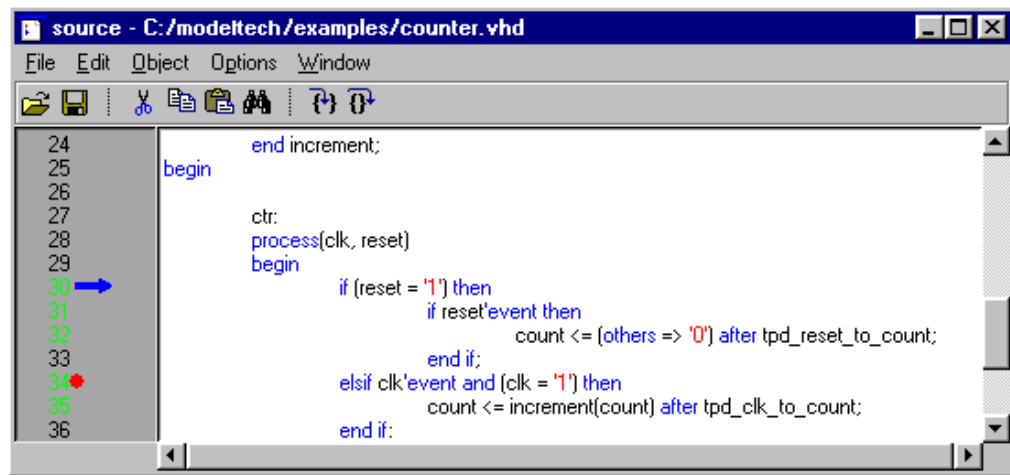 source - C:/modeltech/examples/counter.vhd
File Edit Object Options Window
24 end increment;
25 begin
26
27 ctr:
28 process(clk, reset)
29 begin
30 if (reset = '1') then
31 if reset'event then
32 count <= (others => '0') after tpd_reset_to_count;
33 end if;
34 elsif clk'event and (clk = '1') then
35 count <= increment(count) after tpd_clk_to_count;
36 end if: